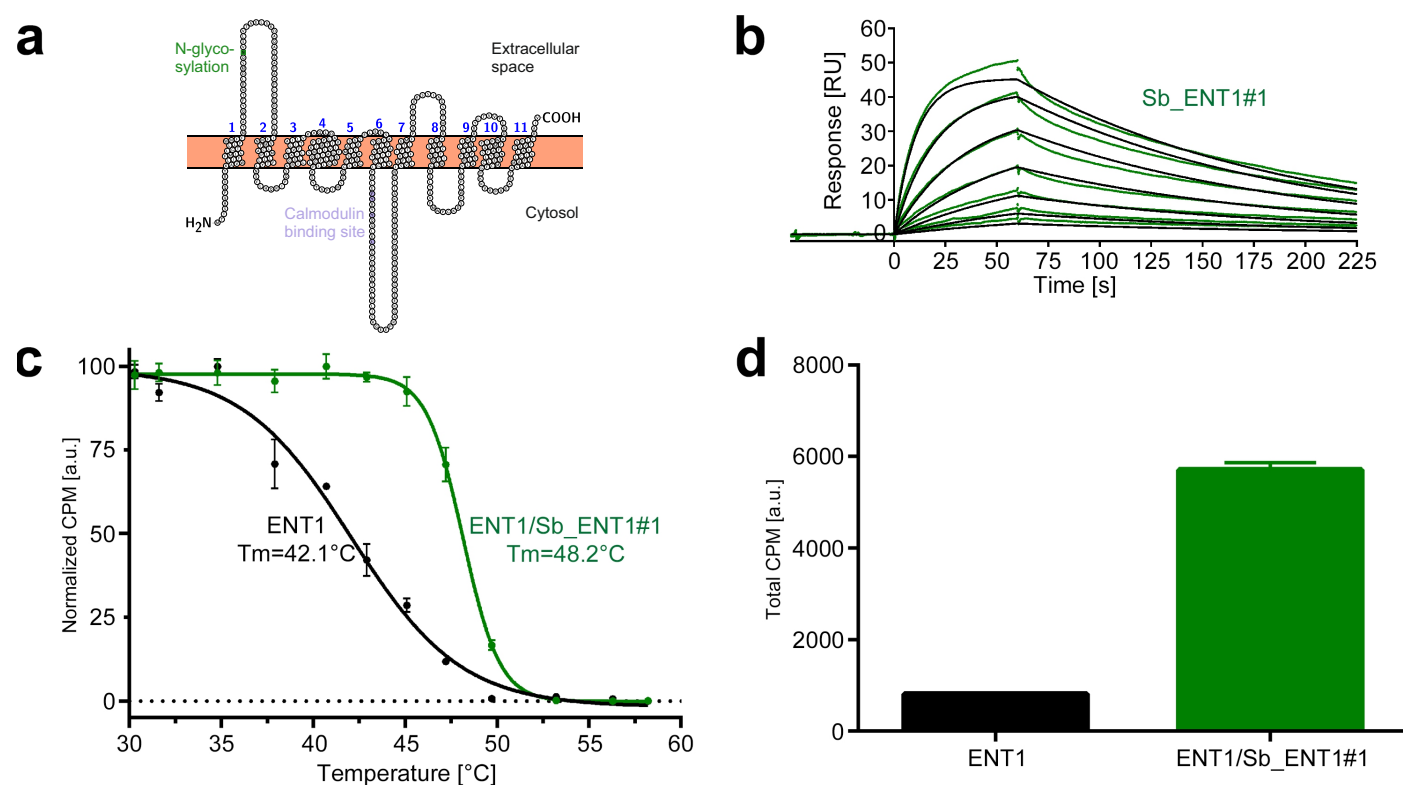 a
N-glyco-
sylation
Extracellular
space
1 2 3 4 5 6 7 8 9 10 11
COOH
H2N
Calmodulin
binding site
Cytosol
b
Response [RU]
60
50
40
30
20
10
0
Sb_ENT1#1
0 25 50 75 100 125 150 175 200 225
Time [s]
c
Normalized CPM [a.u.]
100
75
50
25
0
ENT1
Tm=42.1°C
ENT1/Sb_ENT1#1
Tm=48.2°C
30 35 40 45 50 55 60
Temperature [°C]
d
Total CPM [a.u.]
8000
6000
4000
2000
0
ENT1 ENT1/Sb_ENT1#1